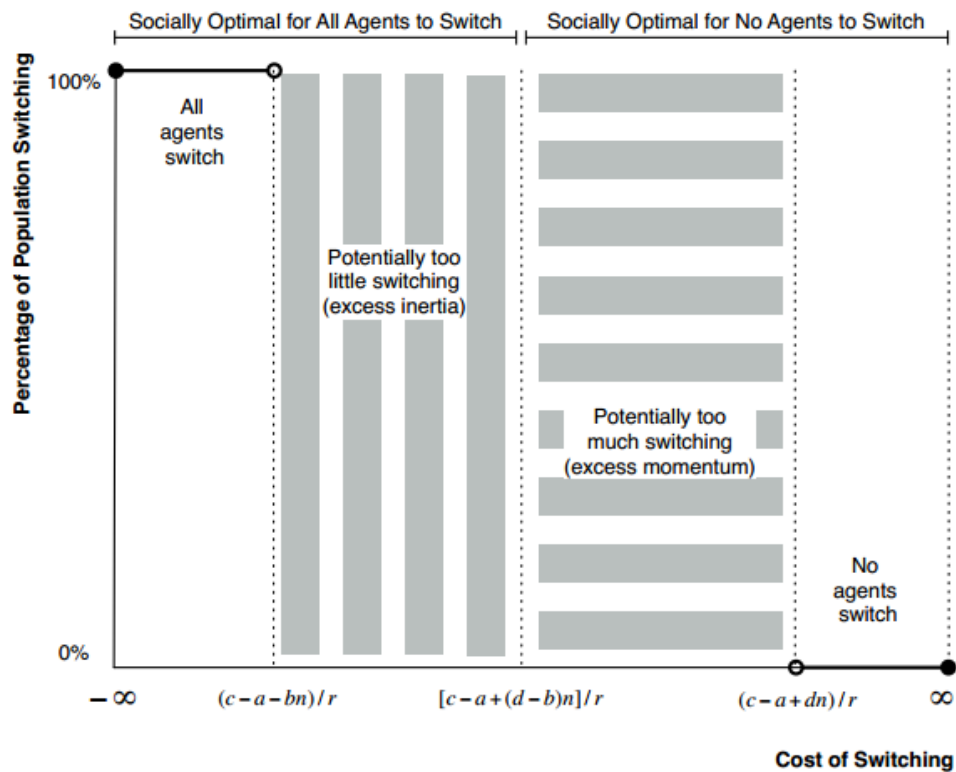 Socially Optimal for All Agents to Switch
Socially Optimal for No Agents to Switch
Percentage of Population Switching
100%
All
agents
switch
Potentially too
little switching
(excess inertia)
Potentially too
much switching
(excess momentum)
No
agents
switch
0%
−∞
(c−a−bn)/r
[c−a+(d−b)n]/r
(c−a+dn)/r
∞
Cost of Switching